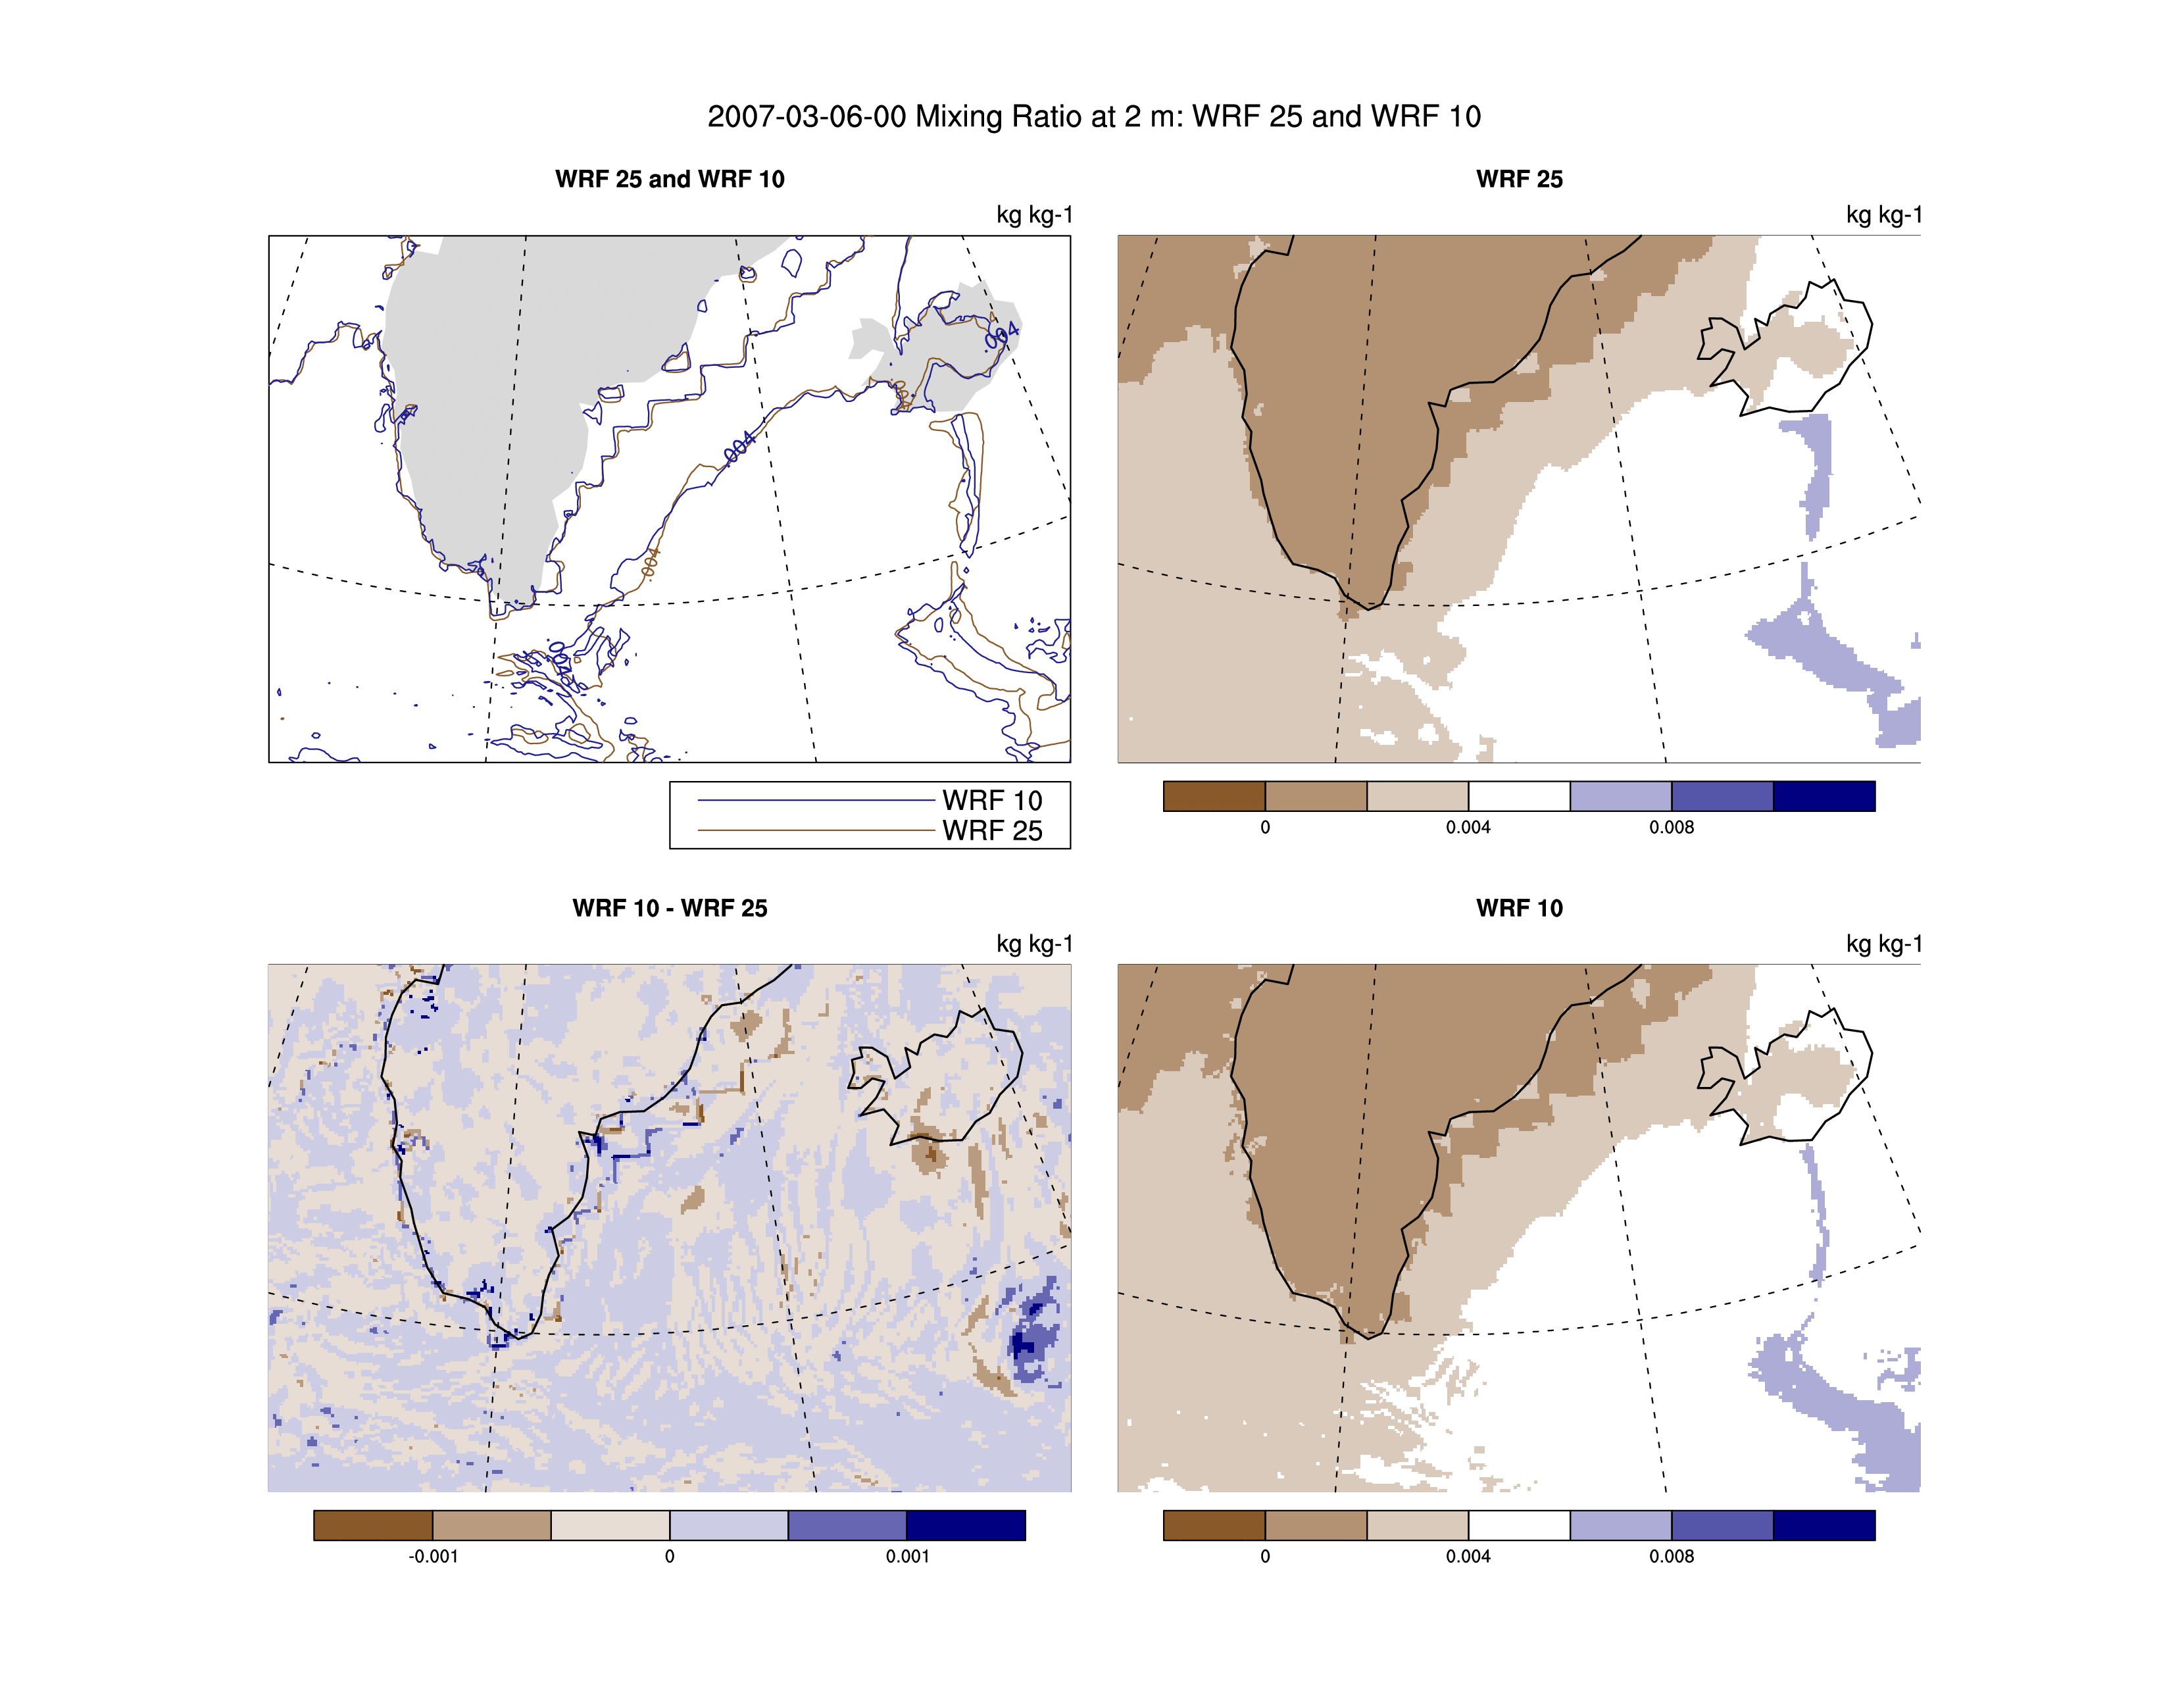 2007-03-06-00 Mixing Ratio at 2 m: WRF 25 and WRF 10
WRF 25 and WRF 10
kg kg-1
.004
.004
.004
WRF 10
WRF 25
WRF 25
kg kg-1
0
0.004
0.008
WRF 10 - WRF 25
kg kg-1
-0.001
0
0.001
WRF 10
kg kg-1
0
0.004
0.008